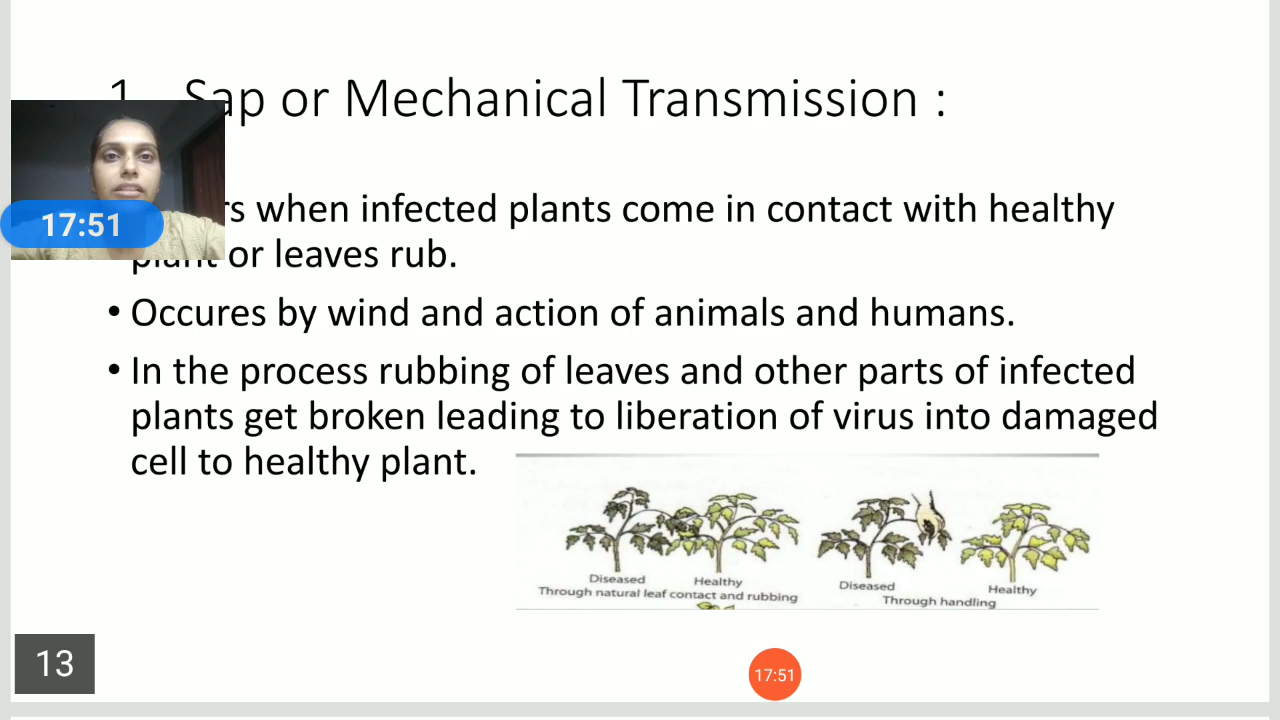 Sap or Mechanical Transmission :
17:51
when infected plants come in contact with healthy
plant or leaves rub.
• Occures by wind and action of animals and humans.
• In the process rubbing of leaves and other parts of infected
plants get broken leading to liberation of virus into damaged
cell to healthy plant.
Diseased Healthy
Through natural leaf contact and rubbing
Diseased Healthy
Through handling
13
17:51